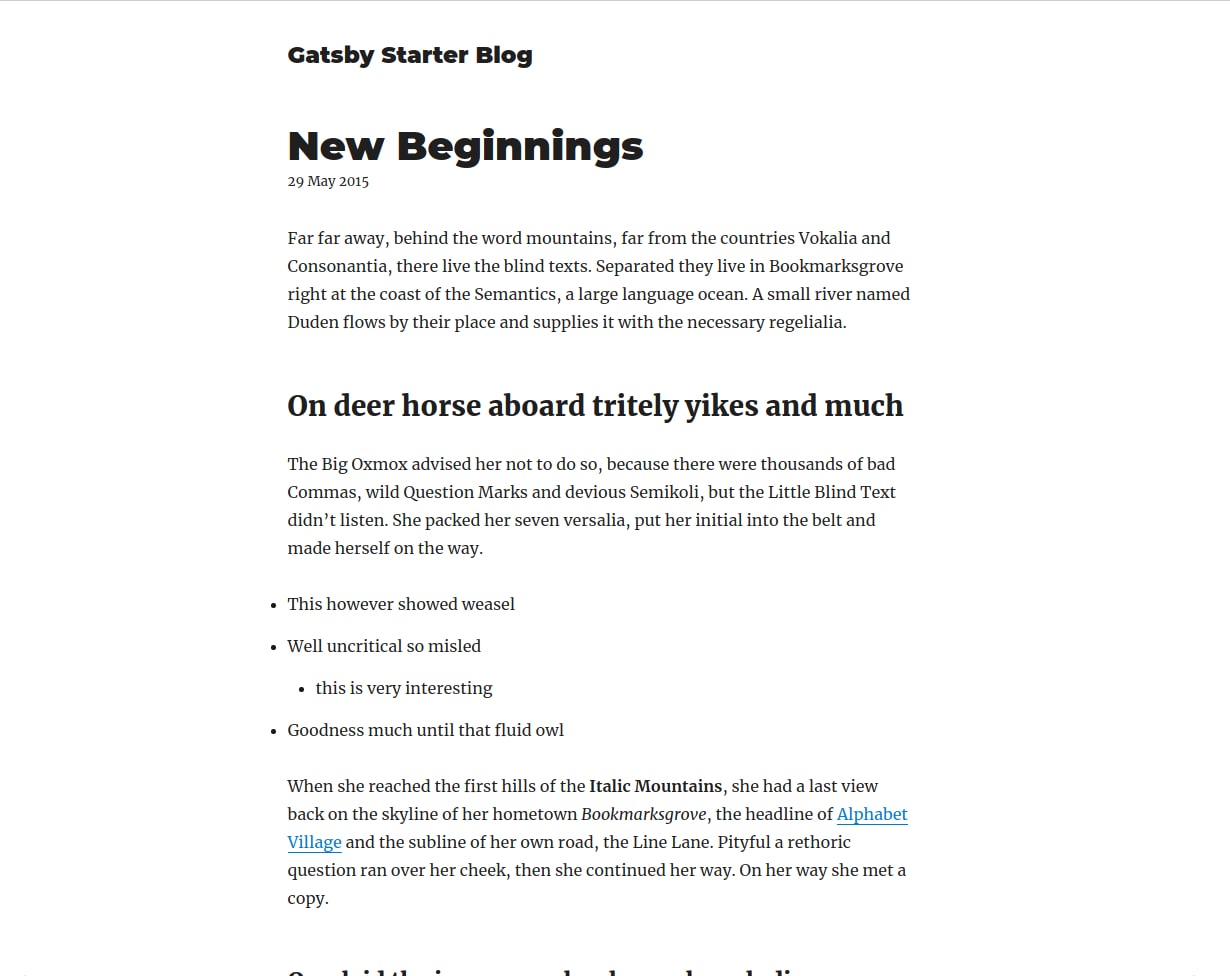 Gatsby Starter Blog
New Beginnings
29 May 2015
Far far away, behind the word mountains, far from the countries Vokalia and
Consonantia, there live the blind texts. Separated they live in Bookmarksgrove
right at the coast of the Semantics, a large language ocean. A small river named
Duden flows by their place and supplies it with the necessary regelialia.
On deer horse aboard tritely yikes and much
The Big Oxmox advised her not to do so, because there were thousands of bad
Commas, wild Question Marks and devious Semikoli, but the Little Blind Text
didn’t listen. She packed her seven versalia, put her initial into the belt and
made herself on the way.
• This however showed weasel
• Well uncritical so misled
• this is very interesting
• Goodness much until that fluid owl
When she reached the first hills of the Italic Mountains, she had a last view
back on the skyline of her hometown Bookmarksgrove, the headline of Alphabet
Village and the subline of her own road, the Line Lane. Pityful a rethoric
question ran over her cheek, then she continued her way. On her way she met a
copy.